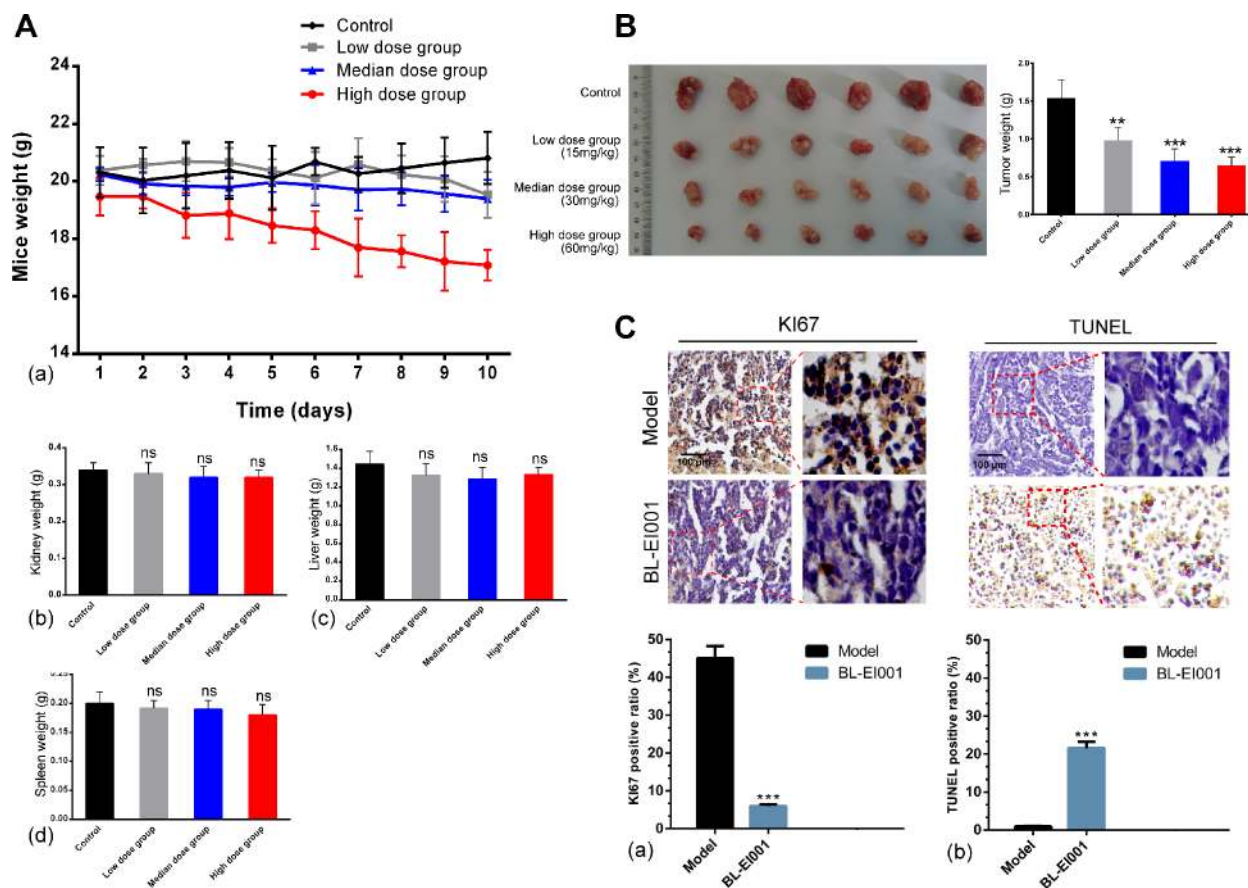 A
Control
Low dose group
Median dose group
High dose group
Mice weight (g)
24
22
20
18
16
14
1 2 3 4 5 6 7 8 9 10
(a)
Time (days)
Kidney weight (g)
0.4
0.3
0.2
0.1
0.0
ns ns ns
Control
Low dose group
Median dose group
High dose group
(b)
Liver weight (g)
1.6
1.4
1.2
1.0
0.8
0.6
0.4
0.2
0.0
ns ns ns
Control
Low dose group
Median dose group
High dose group
(c)
Spleen weight (g)
0.25
0.20
0.15
0.10
0.05
0.00
ns ns ns
Control
Low dose group
Median dose group
High dose group
(d)
B
Control
Low dose group
(15mg/kg)
Median dose group
(30mg/kg)
High dose group
(60mg/kg)
Tumor weight (g)
2.0
1.5
1.0
0.5
0.0
** *** ***
Control
Low dose group
Median dose group
High dose group
C
KI67
TUNEL
Model
100 μm
100 μm
BL-EI001
KI67 positive ratio (%)
50
40
30
20
10
0
Model
BL-EI001
***
Model
BL-EI001
(a)
TUNEL positive ratio (%)
50
40
30
20
10
0
Model
BL-EI001
***
Model
BL-EI001
(b)